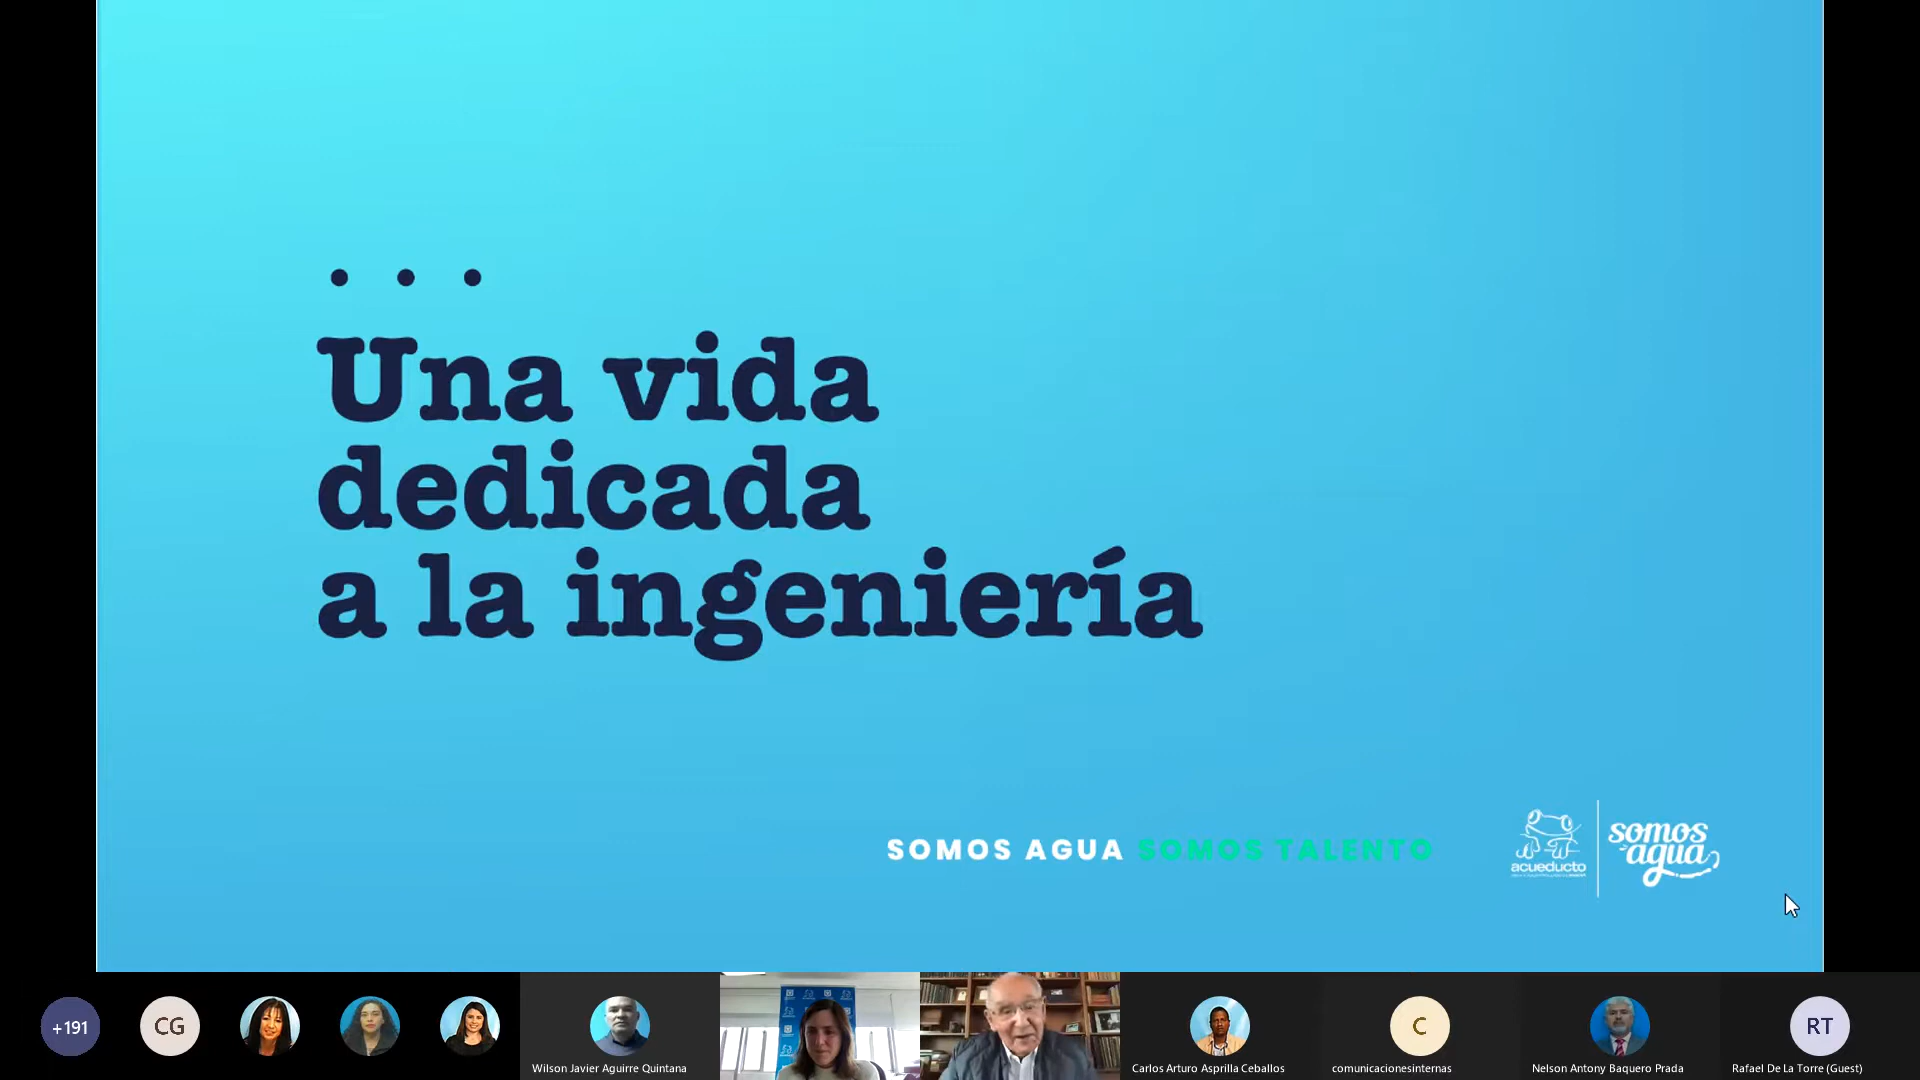 Una vida
dedicada
a la ingeniería
SOMOS AGUA SOMOS TALENTO
acueducto
somos
agua
+191
CG
Wilson Javier Aguirre Quintana
Carlos Arturo Asprilla Ceballos
C
comunicacionesinternas
Nelson Antony Baquero Prada
RT
Rafael De La Torre (Guest)